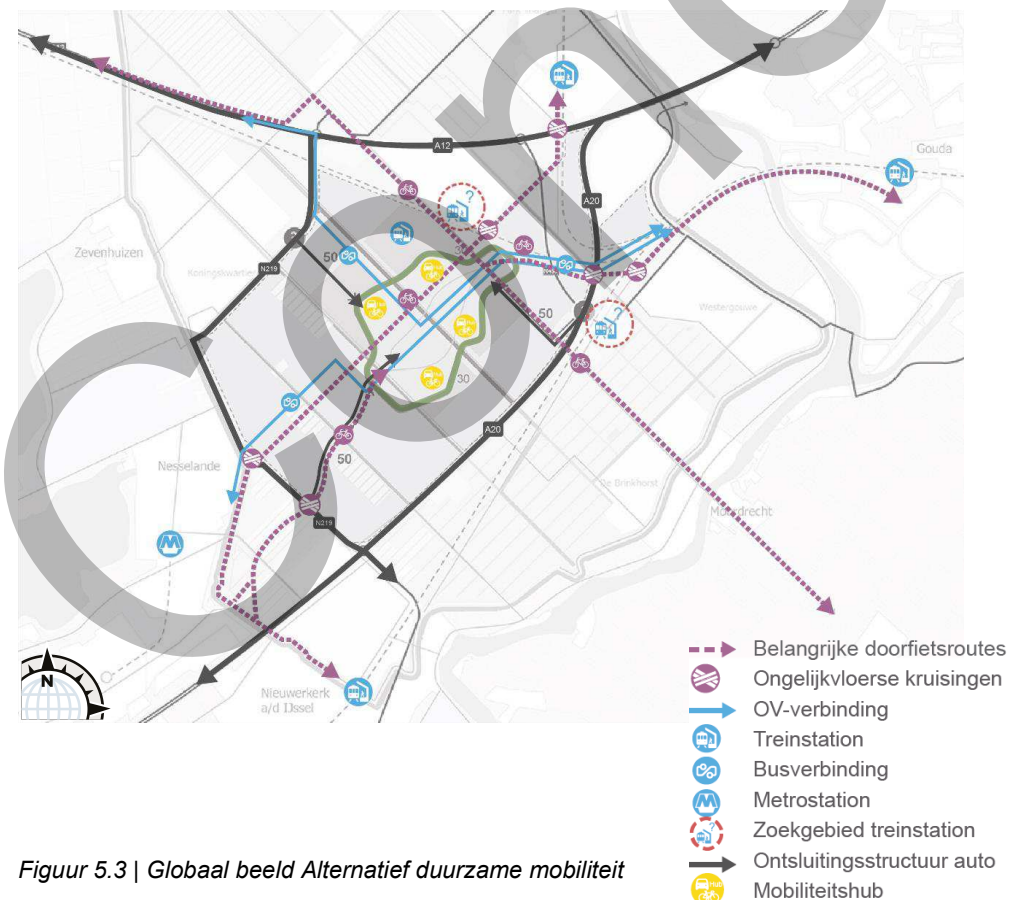 A12
Gouda
A20
Zevenhuizen
Koningskwartier
N219
50
30
50
Westergouwe
30
A20
50
Nesselande
De Brinkhorst
Moordrecht
N219
N
Nieuwerkerk
a/d IJssel
Belangrijke doorfietsroutes
Ongelijkvloerse kruisingen
OV-verbinding
Treinstation
Busverbinding
Metrostation
Zoekgebied treinstation
Ontsluitingsstructuur auto
Mobiliteitshub
Figuur 5.3 | Globaal beeld Alternatief duurzame mobiliteit